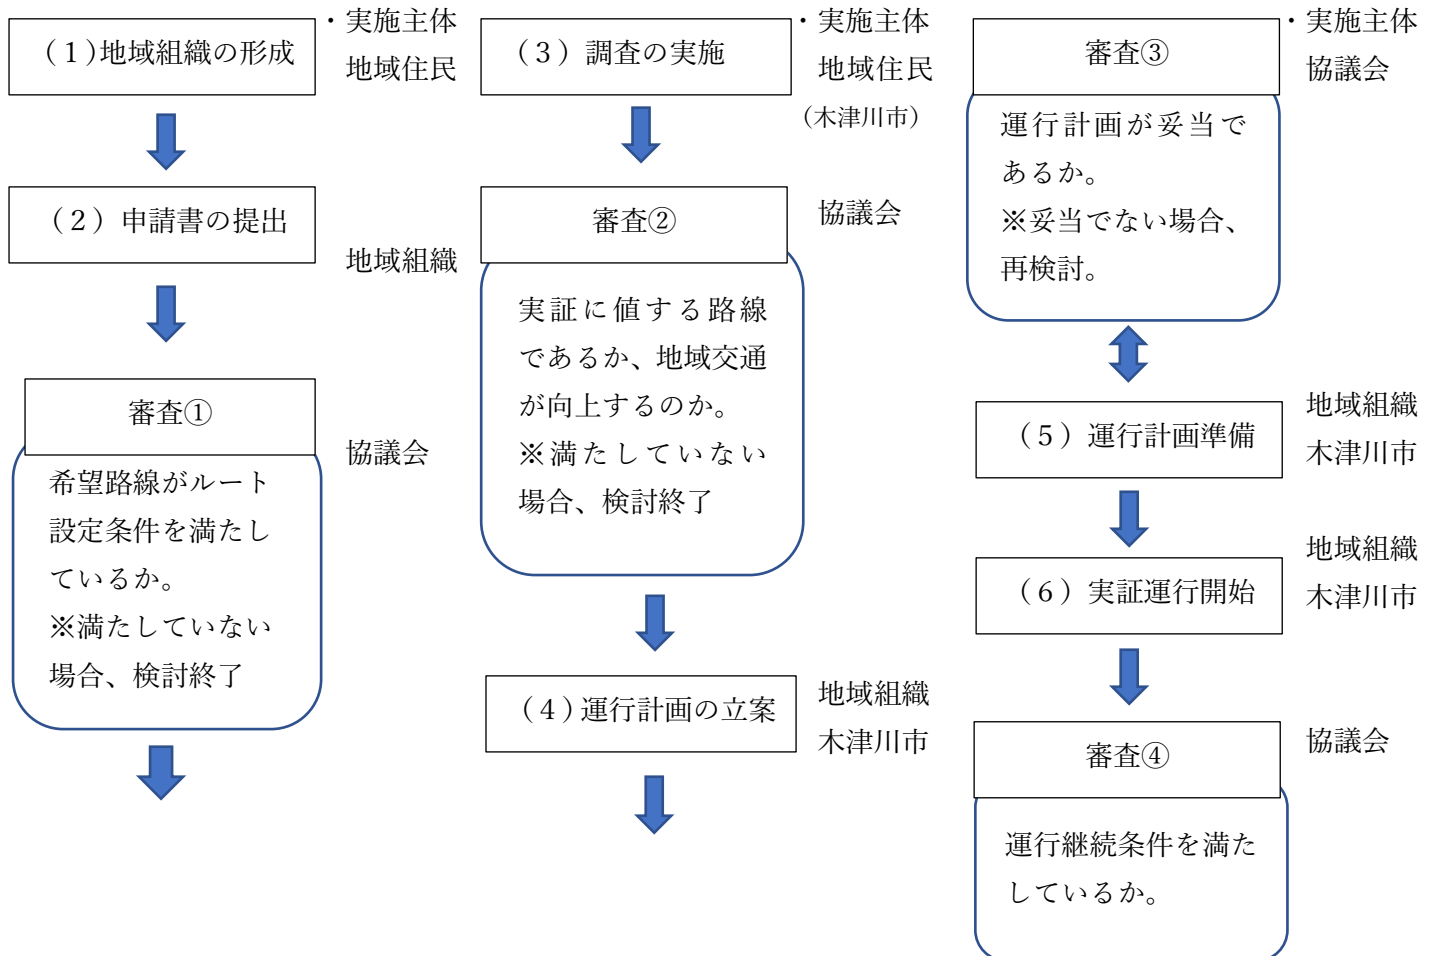 （1）地域組織の形成
・実施主体
地域住民
（２）申請書の提出
地域組織
審査①
協議会
希望路線がルート
設定条件を満たし
ているか。
※満たしていない
場合、検討終了
（３）調査の実施
・実施主体
地域住民
（木津川市）
審査②
協議会
実証に値する路線
であるか、地域交通
が向上するのか。
※満たしていない
場合、検討終了
（４）運行計画の立案
地域組織
木津川市
審査③
・実施主体
協議会
運行計画が妥当で
あるか。
※妥当でない場合、
再検討。
（５）運行計画準備
地域組織
木津川市
（６）実証運行開始
地域組織
木津川市
審査④
協議会
運行継続条件を満た
しているか。